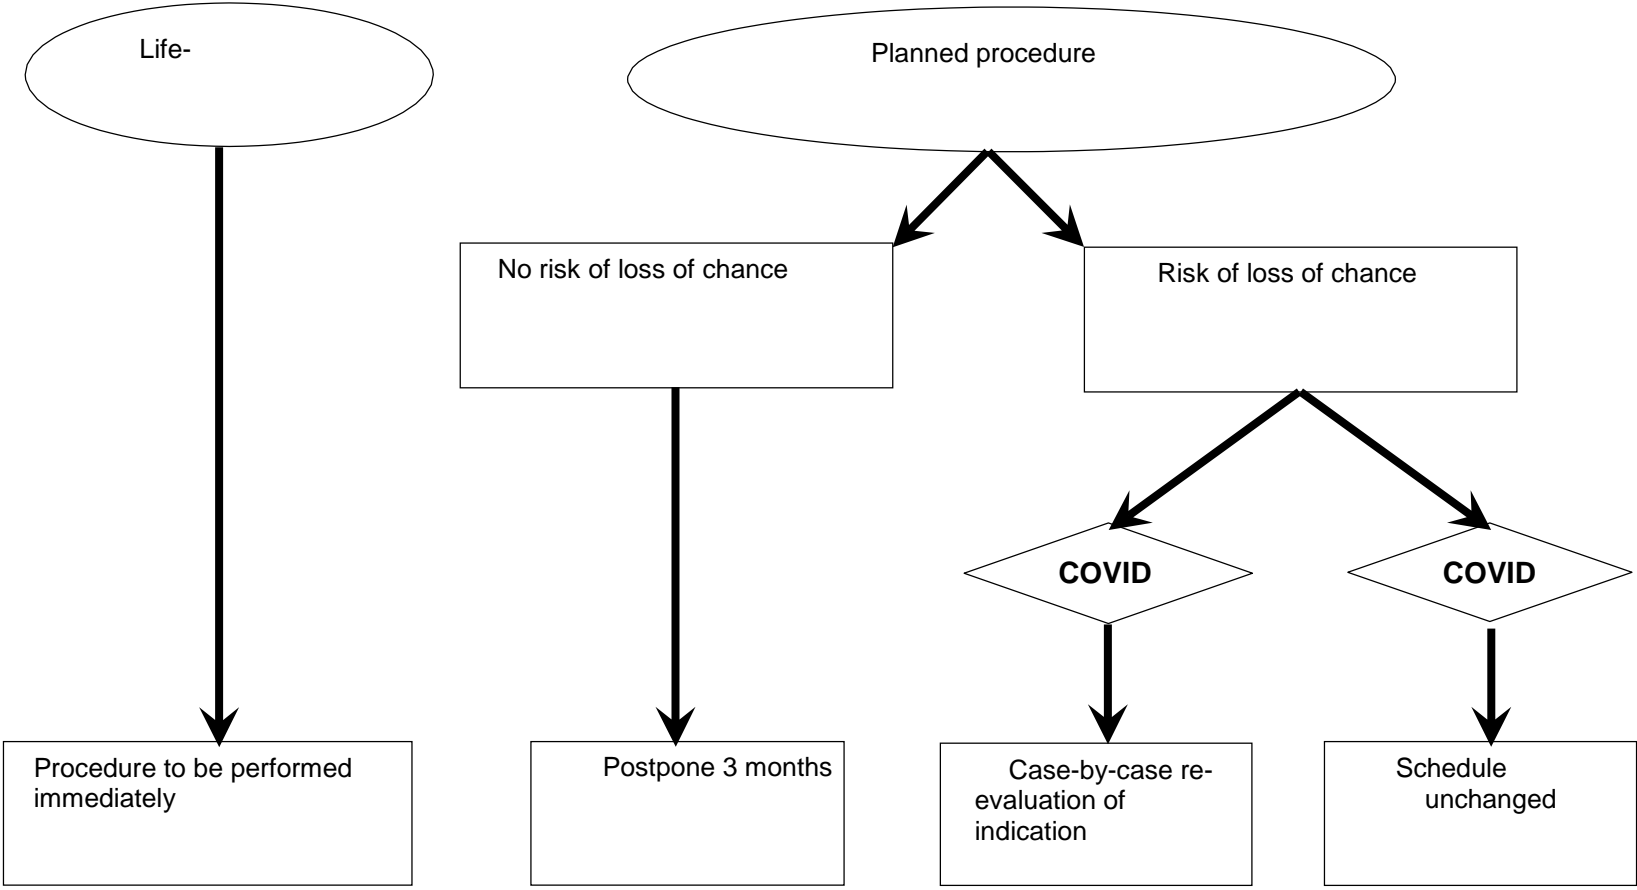 Life-
Planned procedure
No risk of loss of chance
Risk of loss of chance
COVID
COVID
Procedure to be performed
immediately
Postpone 3 months
Case-by-case re-
evaluation of
indication
Schedule
unchanged